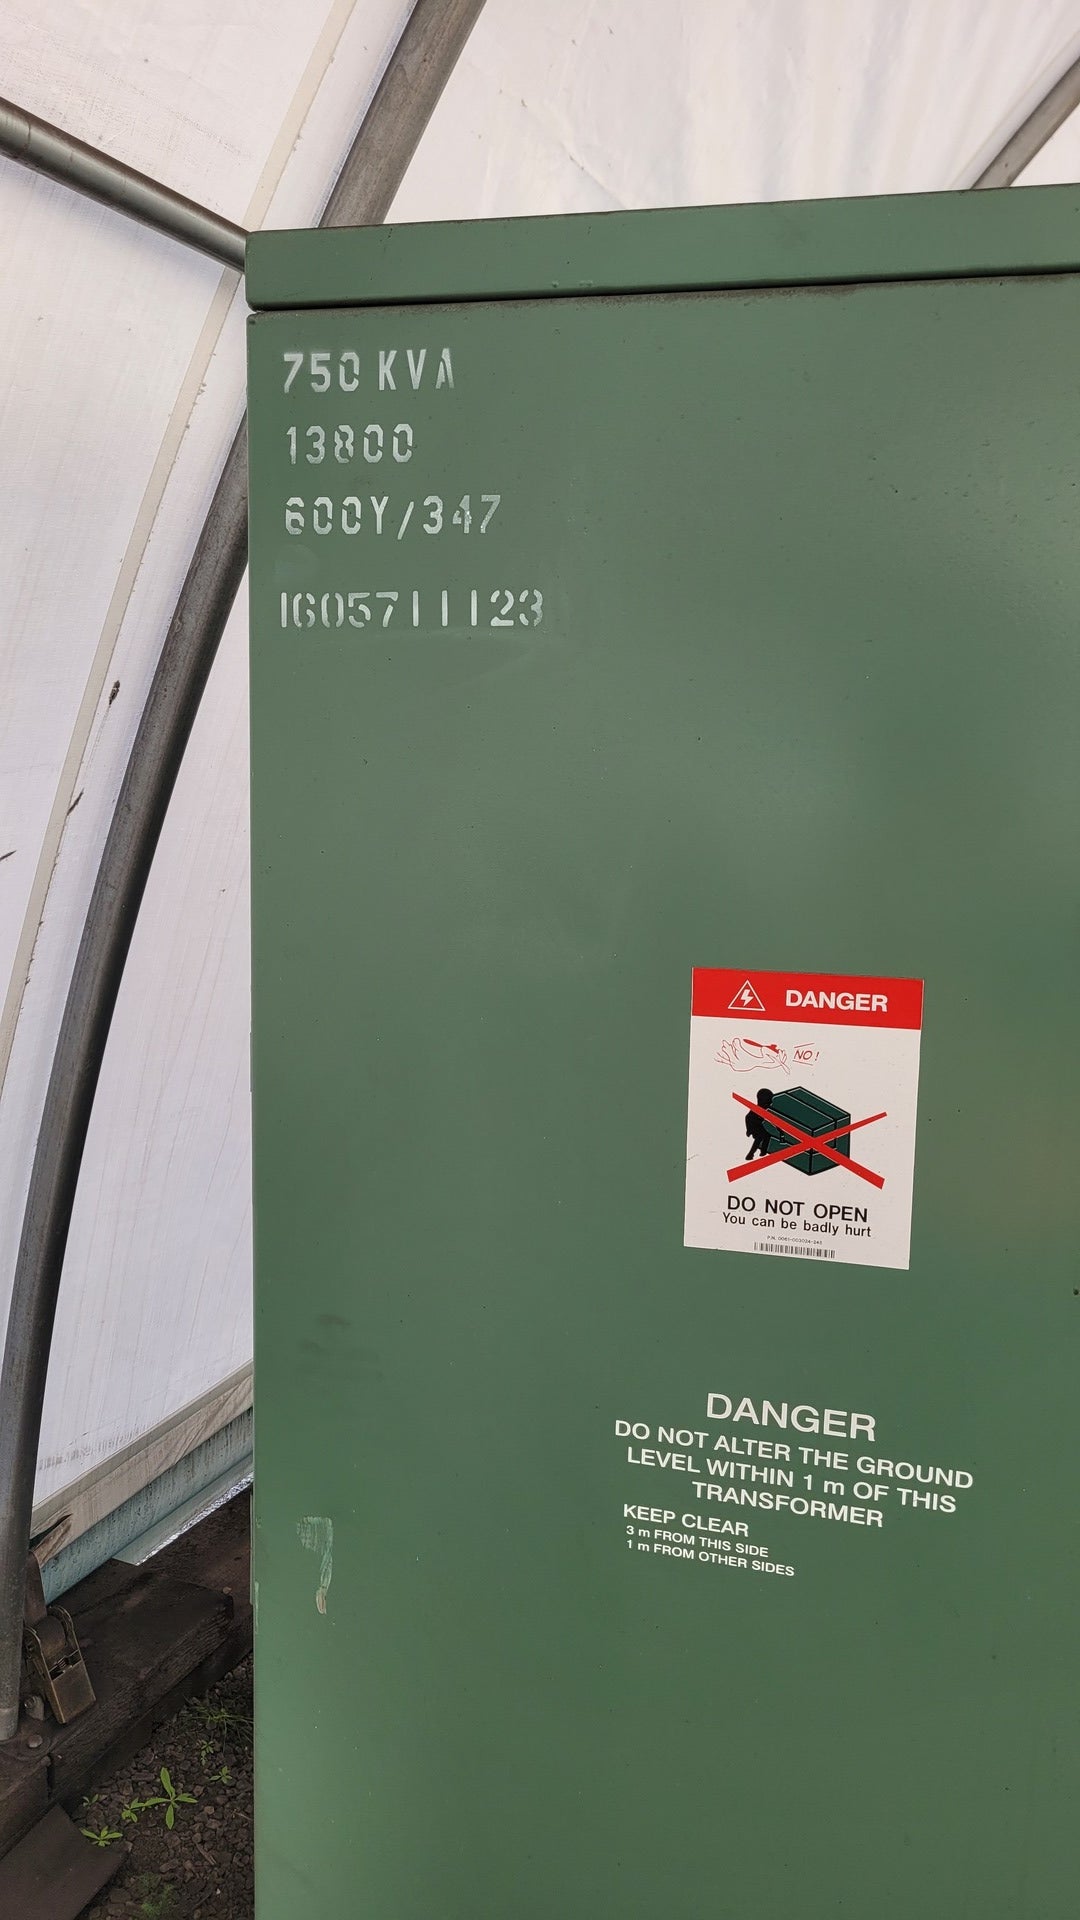 750 KVA
13800
600Y/347
1605711123
DANGER
NO!
DO NOT OPEN
You can be badly hurt
DANGER
DO NOT ALTER THE GROUND
LEVEL WITHIN 1 m OF THIS
TRANSFORMER
KEEP CLEAR
3 m FROM THIS SIDE
1 m FROM OTHER SIDES